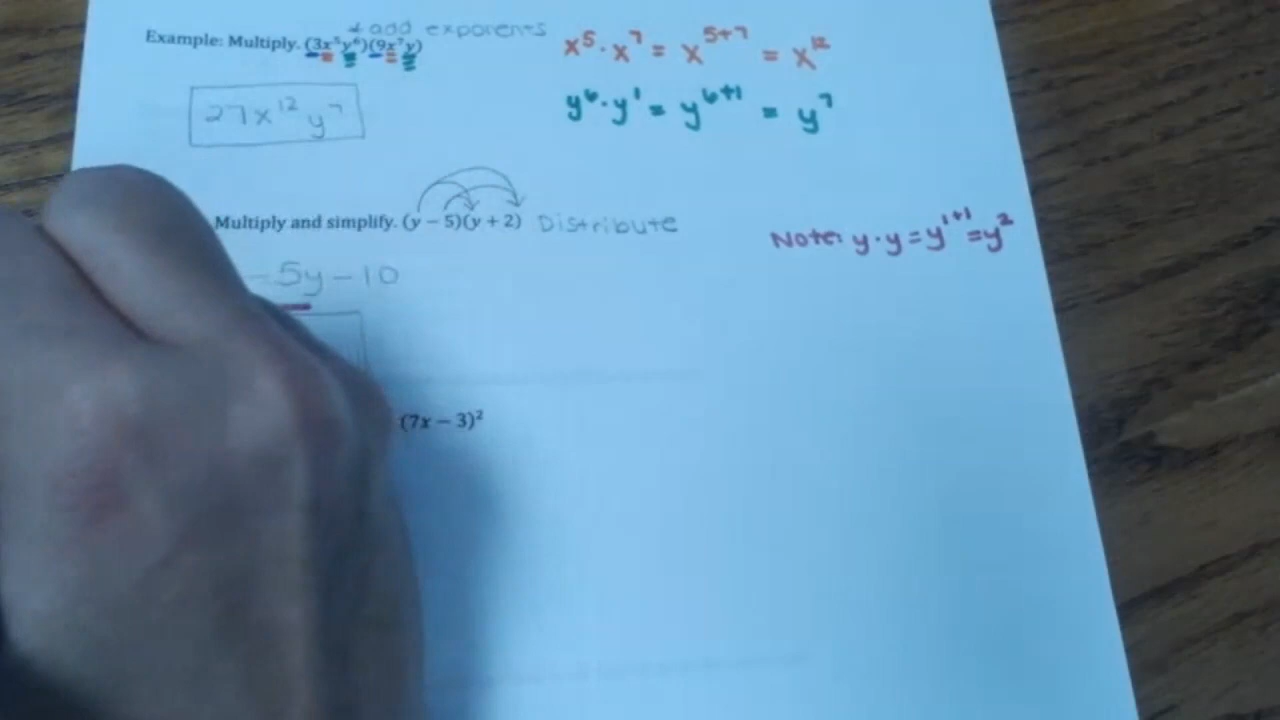 & add exponents
Example: Multiply. (3x⁵y⁶)(9x⁷y)
x⁵·x⁷ = x⁵⁺⁷ = x¹²
27x¹²y⁷
y⁶·y¹ = y⁶⁺¹ = y⁷
Multiply and simplify. (y − 5)(y + 2) Distribute
Note: y·y = y¹⁺¹ = y²
−5y − 10
(7x − 3)²